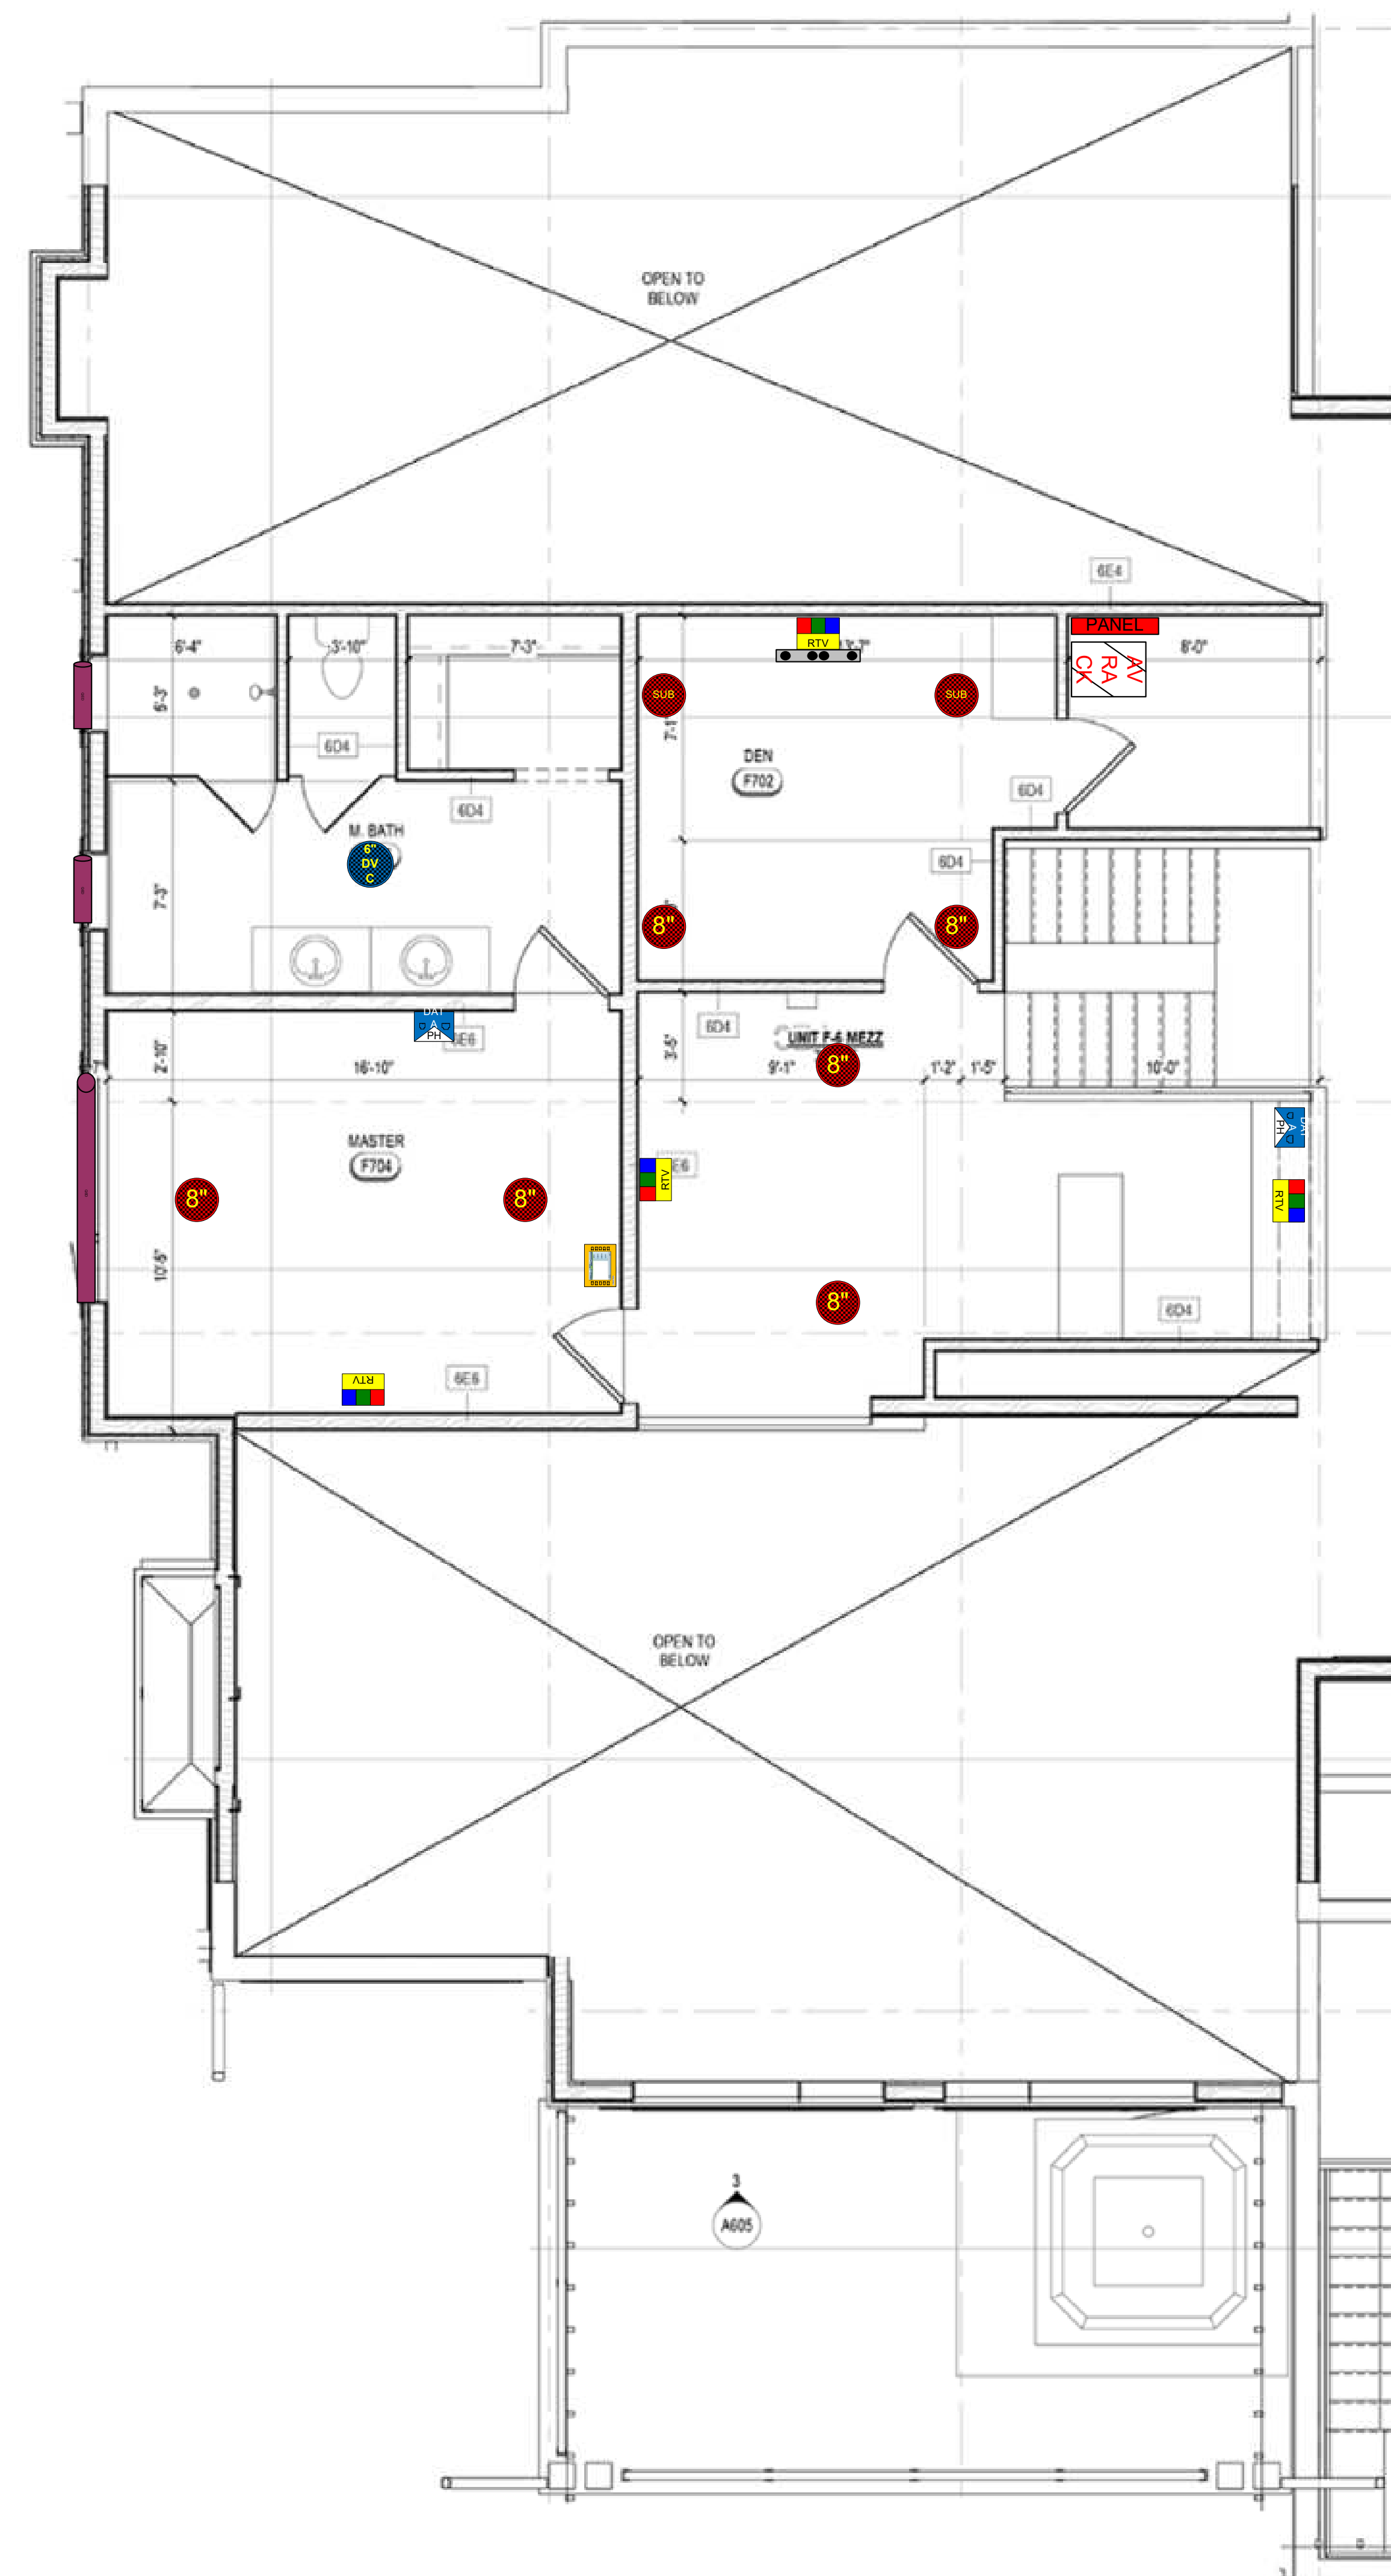 OPEN TO
BELOW
6E4
PANEL
AV
RA
CK
RTV
6'-4"
3'-10"
7'-3"
8'-0"
6'-3"
SUB
SUB
6D4
DEN
F702
6D4
6D4
M. BATH
6"
DV
C
6D4
7'-3"
8"
8"
DAT
A
D D
PH
6E6
6D4
UNIT F-6 MEZZ
2'-10"
16'-10"
3'-5"
9'-1"
8"
1'-2"
1'-5"
10'-0"
MASTER
F704
DAT
A
D D
PH
RTV
E6
RTV
8"
8"
10'-5"
8"
6D4
RTV
6E6
OPEN TO
BELOW
3
A605